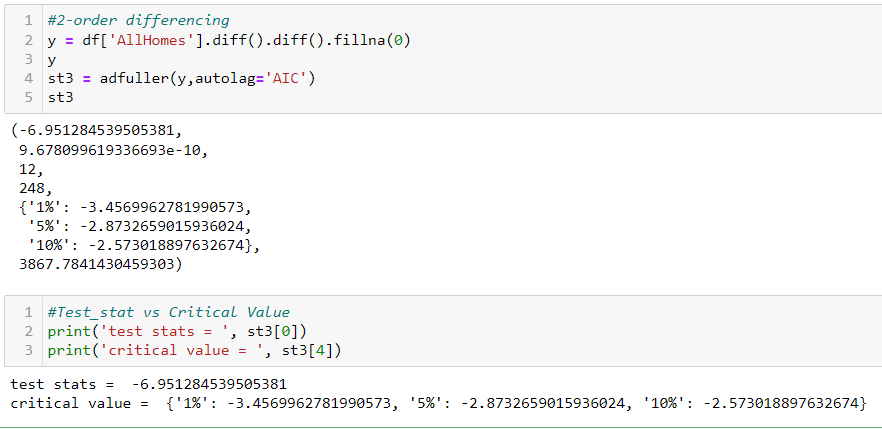 1 #2-order differencing
2 y = df['AllHomes'].diff().diff().fillna(0)
3 y
4 st3 = adfuller(y,autolag='AIC')
5 st3
(-6.951284539505381,
9.678099619336693e-10,
12,
248,
{'1%': -3.4569962781990573,
'5%': -2.8732659015936024,
'10%': -2.573018897632674},
3867.7841430459303)
1 #Test_stat vs Critical Value
2 print('test stats = ', st3[0])
3 print('critical value = ', st3[4])
test stats =  -6.951284539505381
critical value =  {'1%': -3.4569962781990573, '5%': -2.8732659015936024, '10%': -2.573018897632674}